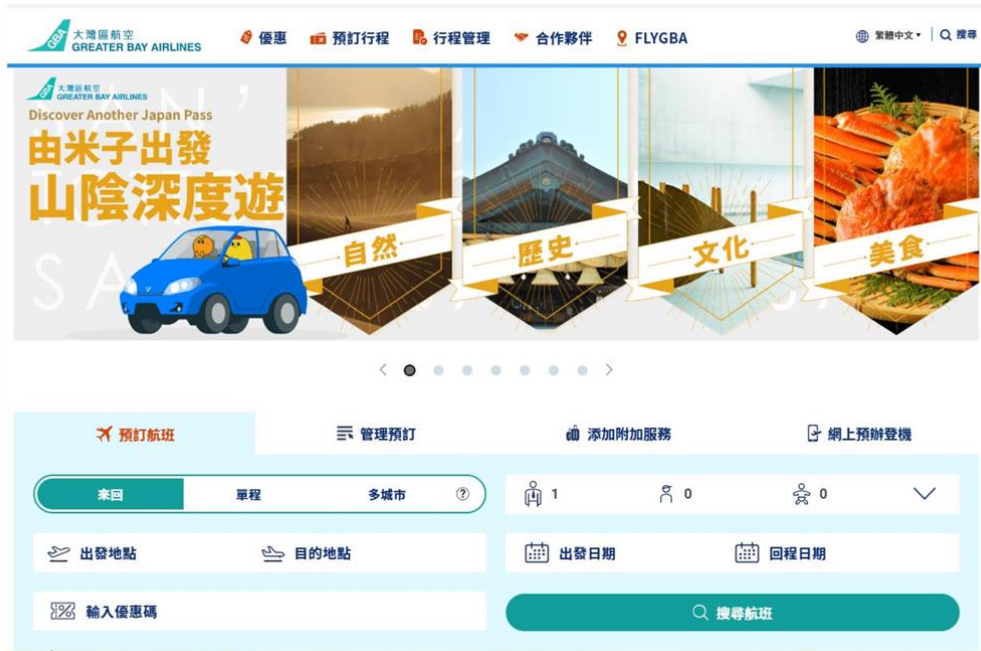 GBA
大灣區航空
GREATER BAY AIRLINES
優惠
預訂行程
行程管理
合作夥伴
FLYGBA
繁體中文
搜尋
大灣區航空
GREATER BAY AIRLINES
Discover Another Japan Pass
由米子出發
山陰深度遊
自然
歷史
文化
美食
預訂航班
管理預訂
添加附加服務
網上預辦登機
來回
單程
多城市
?
1
0
0
出發地點
目的地點
出發日期
回程日期
輸入優惠碼
搜尋航班